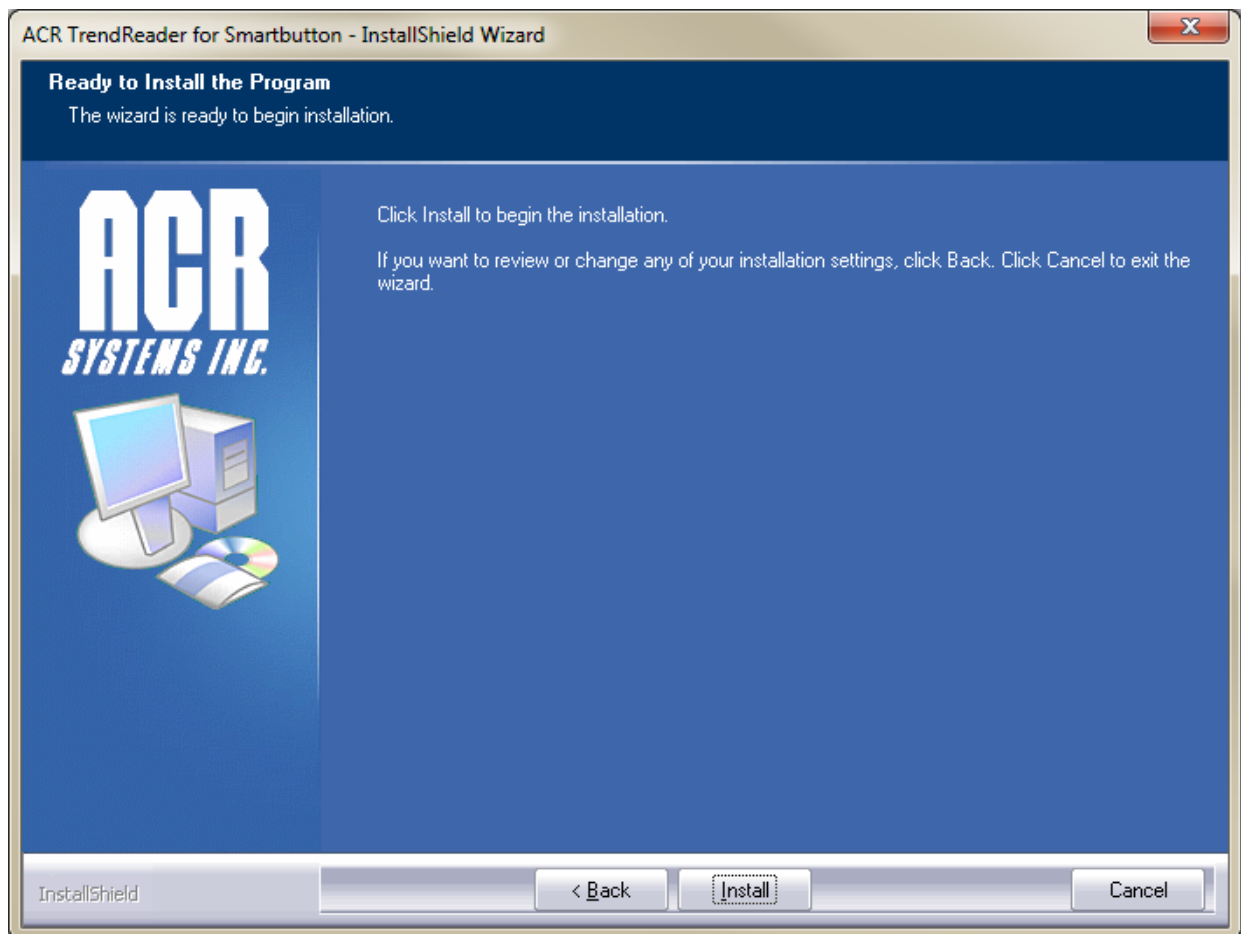 ACR TrendReader for Smartbutton - InstallShield Wizard
Ready to Install the Program
The wizard is ready to begin installation.
ACR
SYSTEMS INC.
Click Install to begin the installation.
If you want to review or change any of your installation settings, click Back. Click Cancel to exit the
wizard.
InstallShield
< Back
Install
Cancel